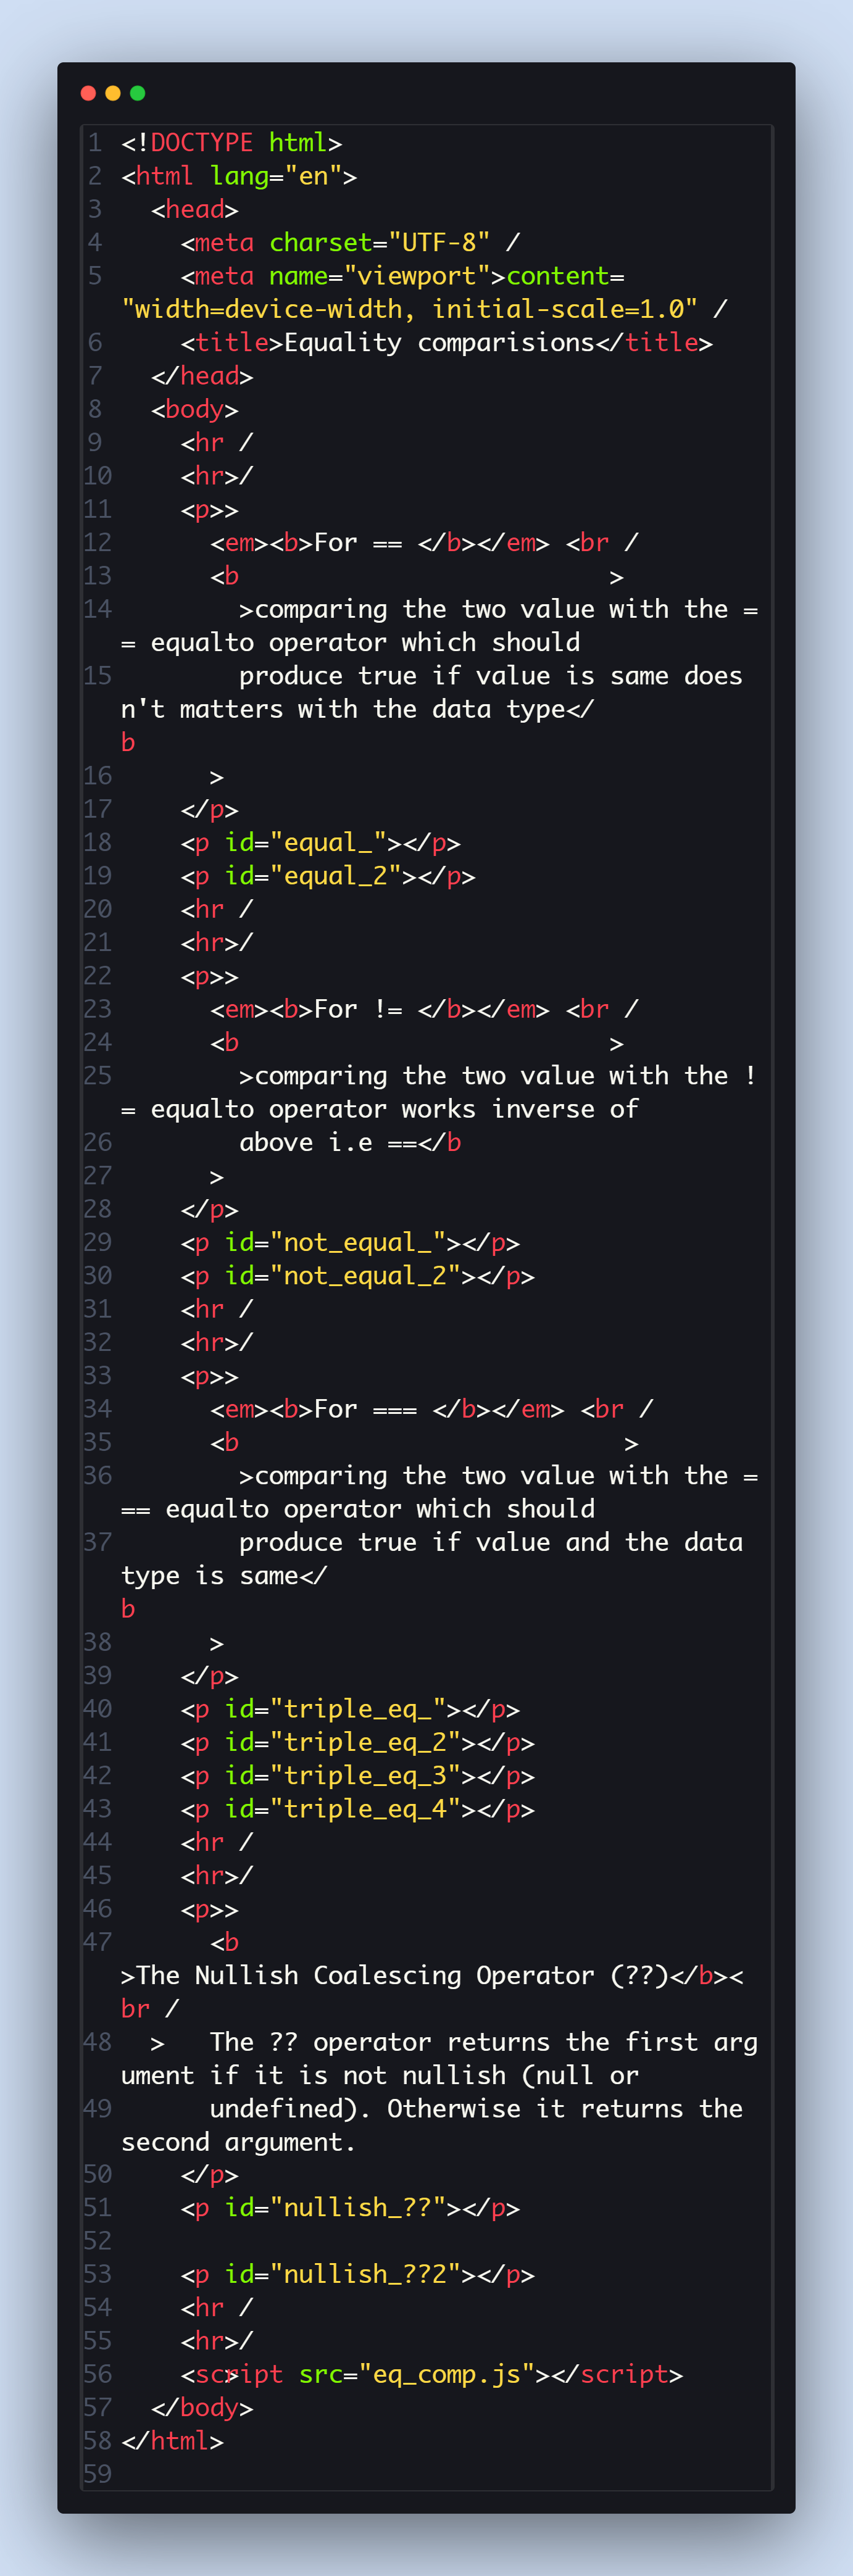 1 <!DOCTYPE html>
2 <html lang="en">
3   <head>
4     <meta charset="UTF-8" /
5     <meta name="viewport">content=
"width=device-width, initial-scale=1.0" /
6     <title>Equality comparisions</title>
7   </head>
8   <body>
9     <hr /
10     <hr>/
11     <p>>
12       <em><b>For == </b></em> <br /
13       <b                         >
14         >comparing the two value with the =
= equalto operator which should
15         produce true if value is same does
n't matters with the data type</
b
16       >
17     </p>
18     <p id="equal_"></p>
19     <p id="equal_2"></p>
20     <hr /
21     <hr>/
22     <p>>
23       <em><b>For != </b></em> <br /
24       <b                         >
25         >comparing the two value with the !
= equalto operator works inverse of
26         above i.e ==</b
27       >
28     </p>
29     <p id="not_equal_"></p>
30     <p id="not_equal_2"></p>
31     <hr /
32     <hr>/
33     <p>>
34       <em><b>For === </b></em> <br /
35       <b                          >
36         >comparing the two value with the =
== equalto operator which should
37         produce true if value and the data
type is same</
b
38       >
39     </p>
40     <p id="triple_eq_"></p>
41     <p id="triple_eq_2"></p>
42     <p id="triple_eq_3"></p>
43     <p id="triple_eq_4"></p>
44     <hr /
45     <hr>/
46     <p>>
47       <b
>The Nullish Coalescing Operator (??)</b><
br /
48   >   The ?? operator returns the first arg
ument if it is not nullish (null or
49       undefined). Otherwise it returns the
second argument.
50     </p>
51     <p id="nullish_??"></p>
52
53     <p id="nullish_??2"></p>
54     <hr /
55     <hr>/
56     <script src="eq_comp.js"></script>
57   </body>
58 </html>
59